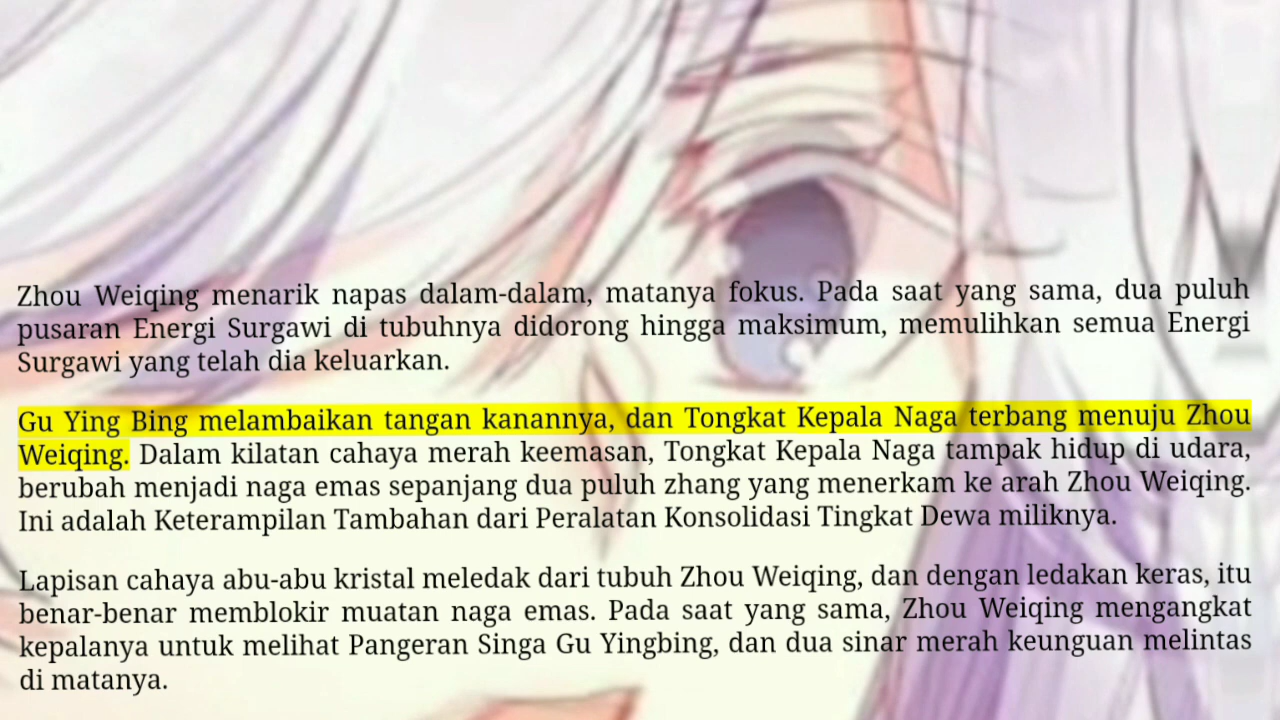 Zhou Weiqing menarik napas dalam-dalam, matanya fokus. Pada saat yang sama, dua puluh
pusaran Energi Surgawi di tubuhnya didorong hingga maksimum, memulihkan semua Energi
Surgawi yang telah dia keluarkan.
Gu Ying Bing melambaikan tangan kanannya, dan Tongkat Kepala Naga terbang menuju Zhou
Weiqing. Dalam kilatan cahaya merah keemasan, Tongkat Kepala Naga tampak hidup di udara,
berubah menjadi naga emas sepanjang dua puluh zhang yang menerkam ke arah Zhou Weiqing.
Ini adalah Keterampilan Tambahan dari Peralatan Konsolidasi Tingkat Dewa miliknya.
Lapisan cahaya abu-abu kristal meledak dari tubuh Zhou Weiqing, dan dengan ledakan keras, itu
benar-benar memblokir muatan naga emas. Pada saat yang sama, Zhou Weiqing mengangkat
kepalanya untuk melihat Pangeran Singa Gu Yingbing, dan dua sinar merah keunguan melintas
di matanya.